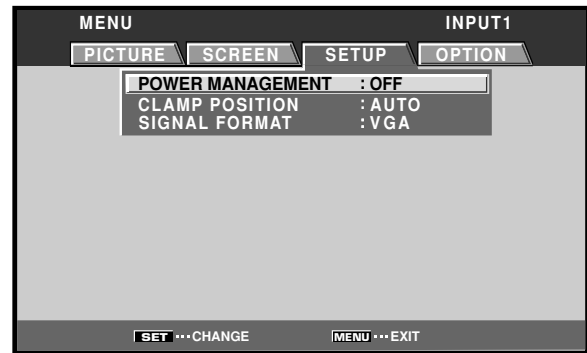 MENU INPUT1
PICTURE SCREEN SETUP OPTION
POWER MANAGEMENT : OFF
CLAMP POSITION : AUTO
SIGNAL FORMAT : VGA
SET ··· CHANGE MENU ··· EXIT